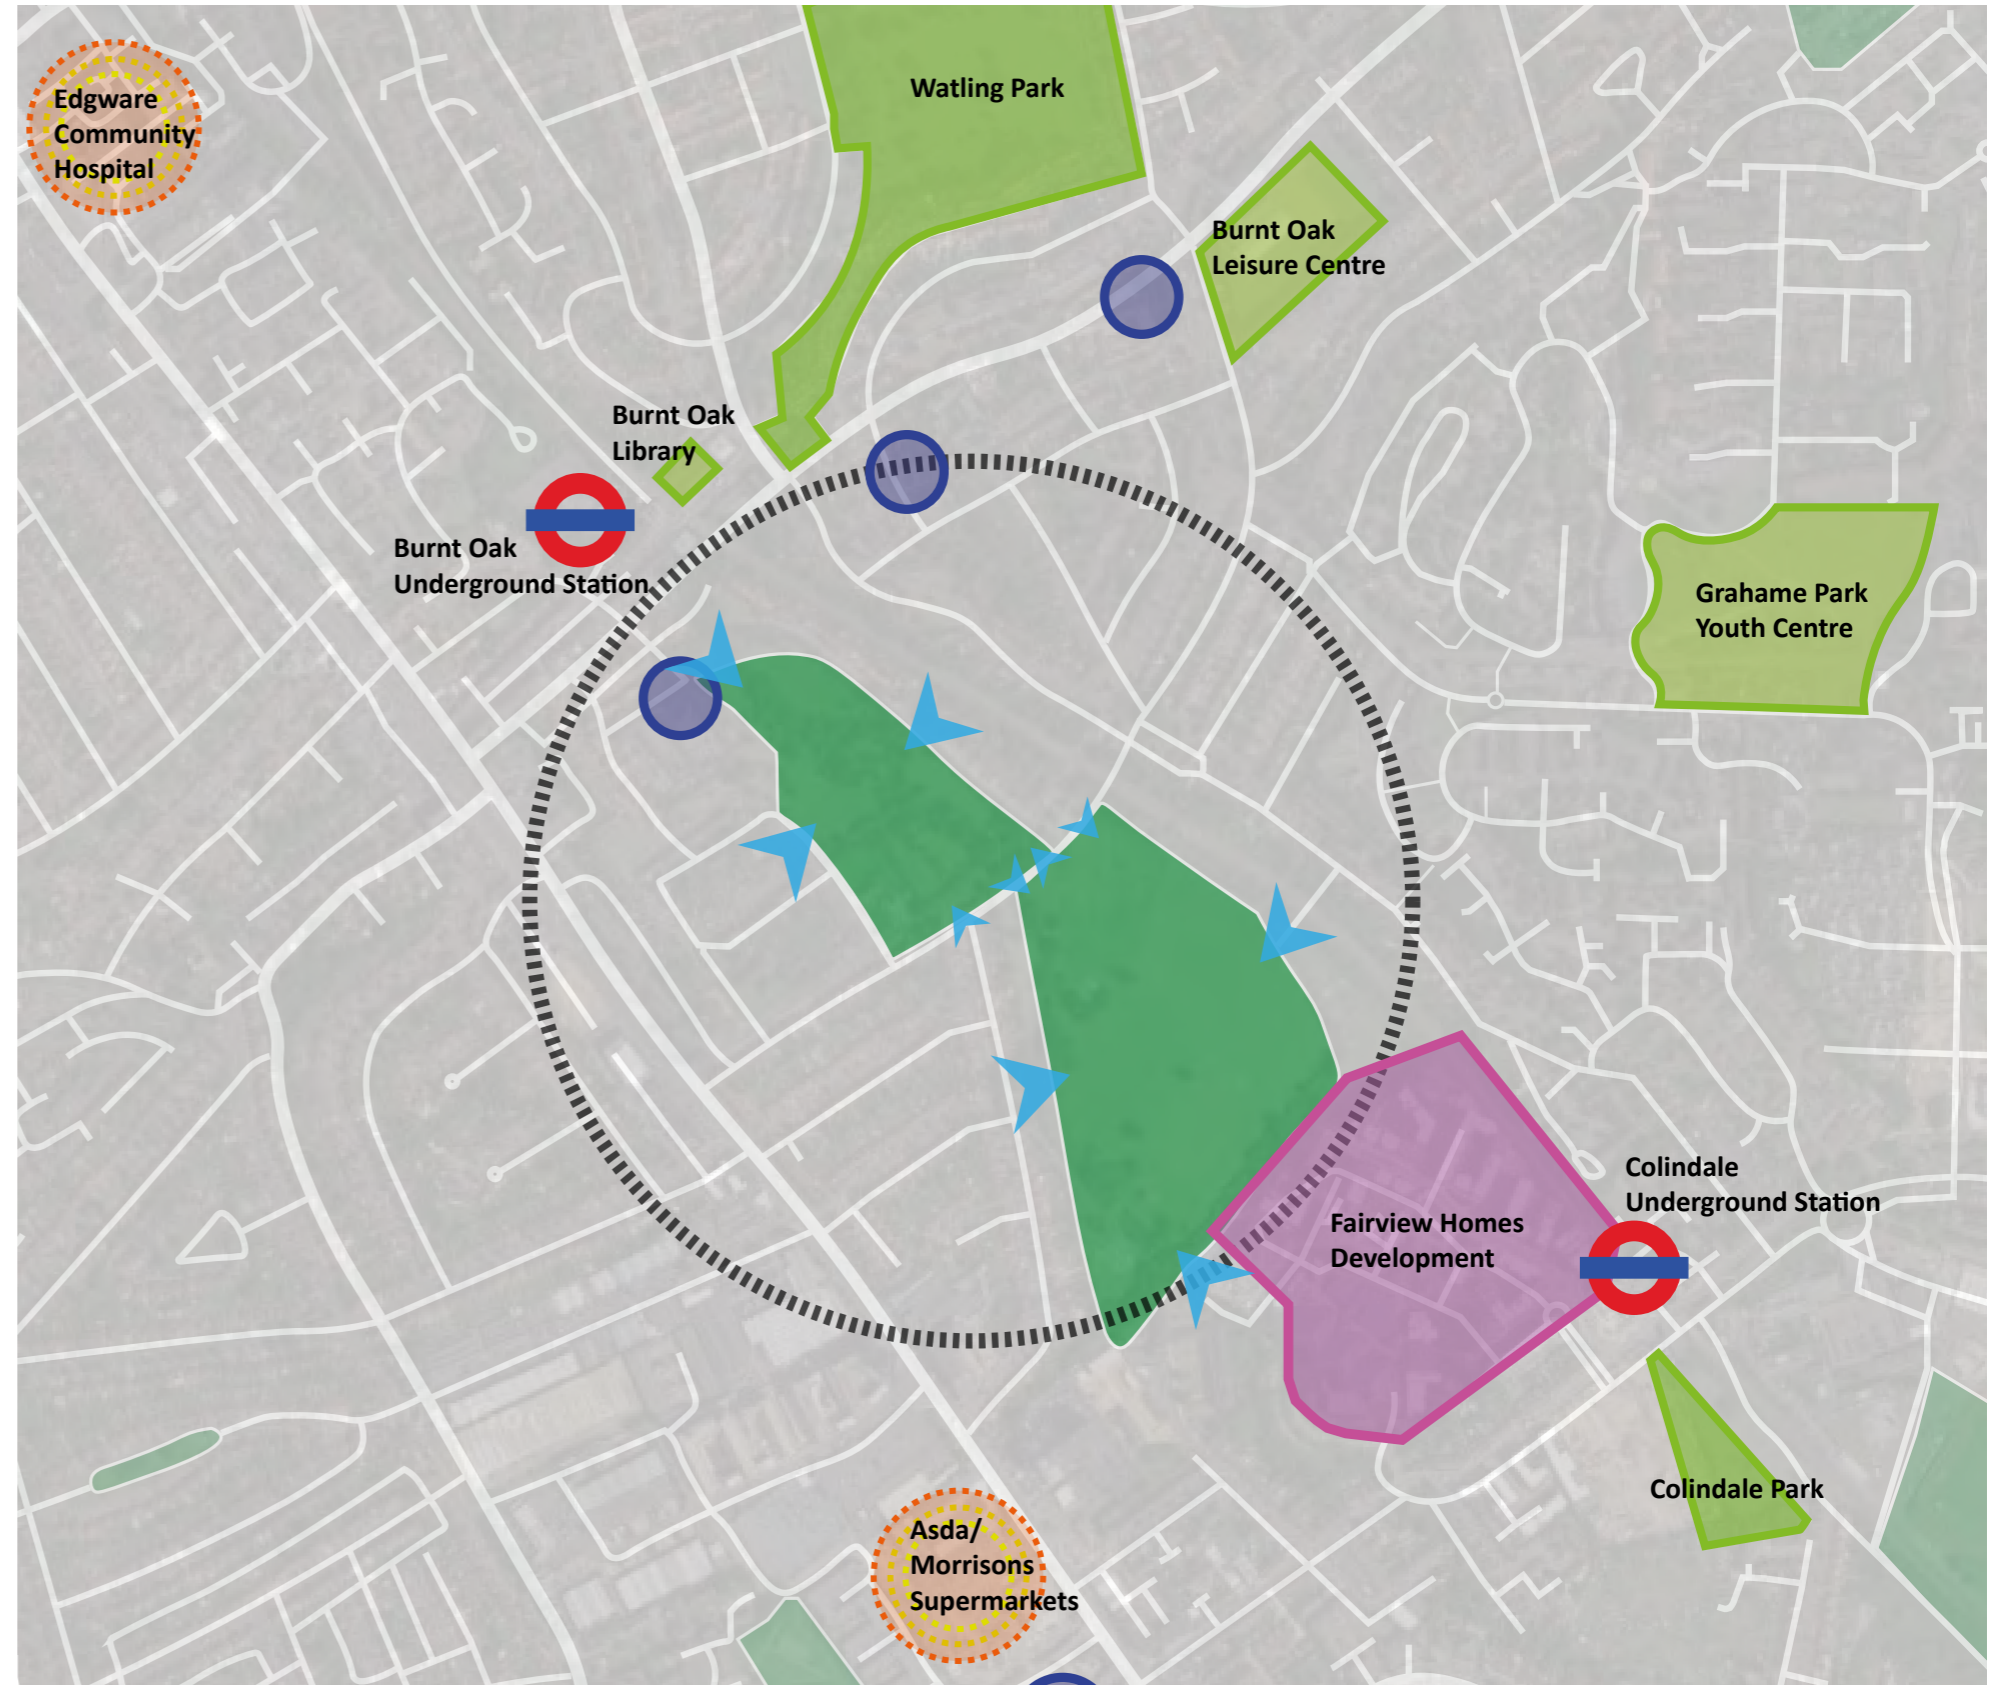 Edgware
Community
Hospital
Watling Park
Burnt Oak
Leisure Centre
Burnt Oak
Library
Burnt Oak
Underground Station
Grahame Park
Youth Centre
Colindale
Underground Station
Fairview Homes
Development
Colindale Park
Asda/
Morrisons
Supermarkets